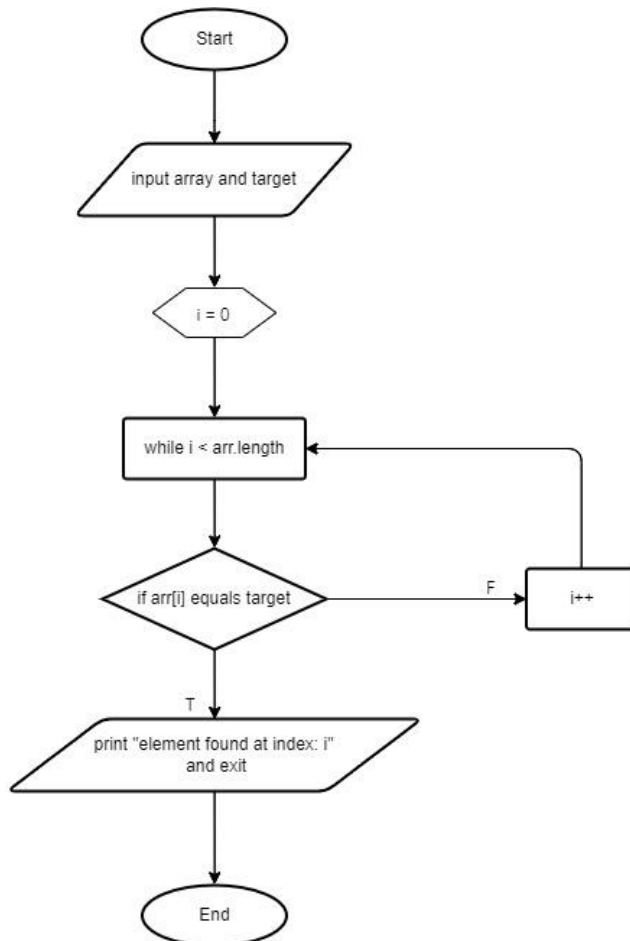 Start
input array and target
i = 0
while i < arr.length
if arr[i] equals target
F
i++
T
print "element found at index: i"
and exit
End